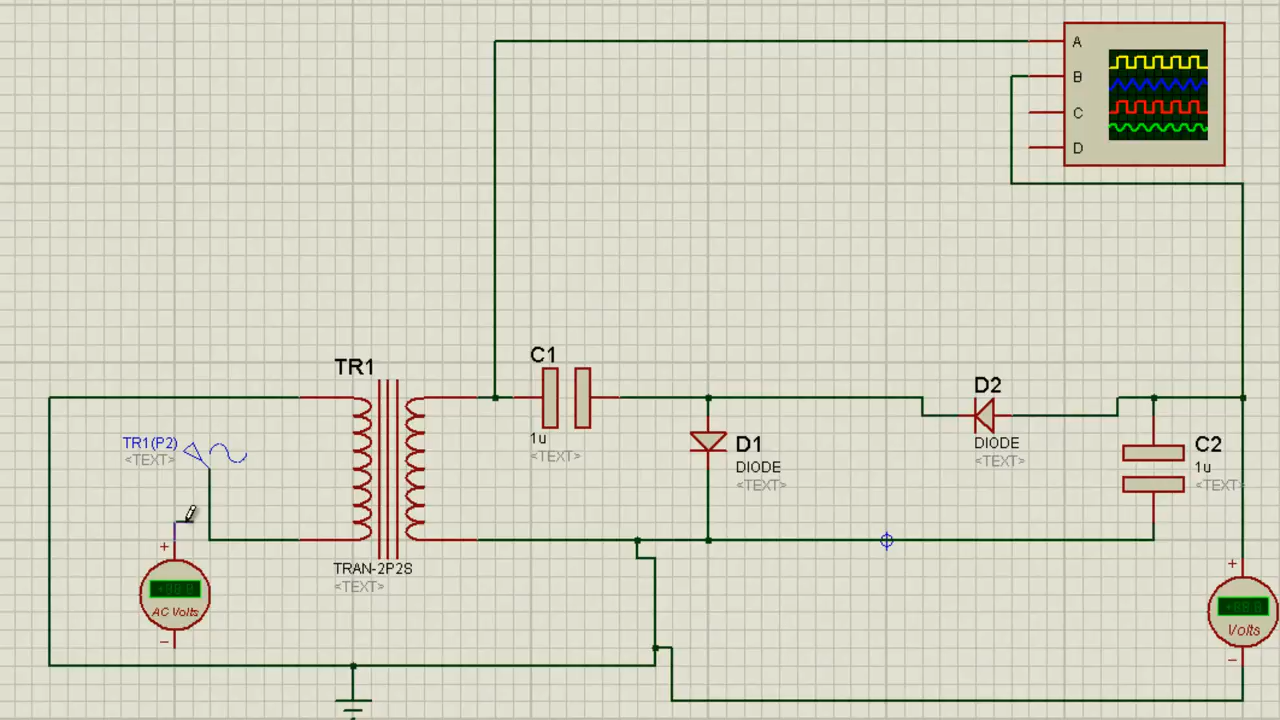 A
B
C
D
TR1
C1
1u
<TEXT>
D2
DIODE
<TEXT>
TR1(P2)
<TEXT>
D1
DIODE
<TEXT>
C2
1u
<TEXT>
+
AC Volts
−
TRAN-2P2S
<TEXT>
+
Volts
−